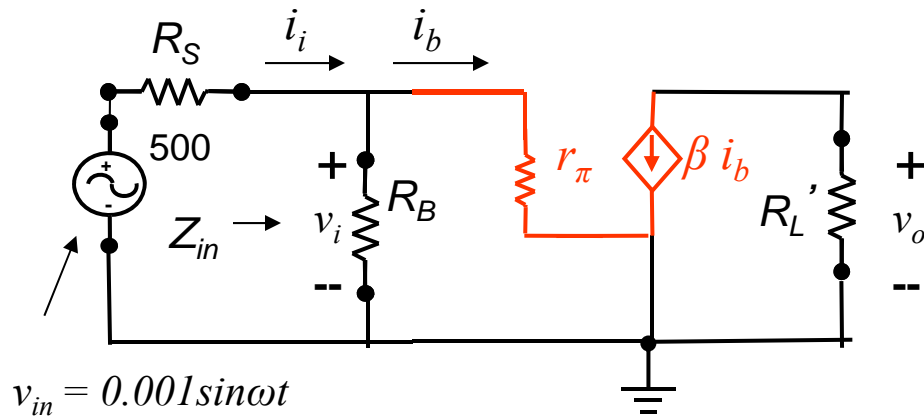 R_S
i_i
i_b
+
-
500
Z_in
+
v_i
--
R_B
r_π
β i_b
R_L'
+
v_o
--
v_in = 0.001sinωt